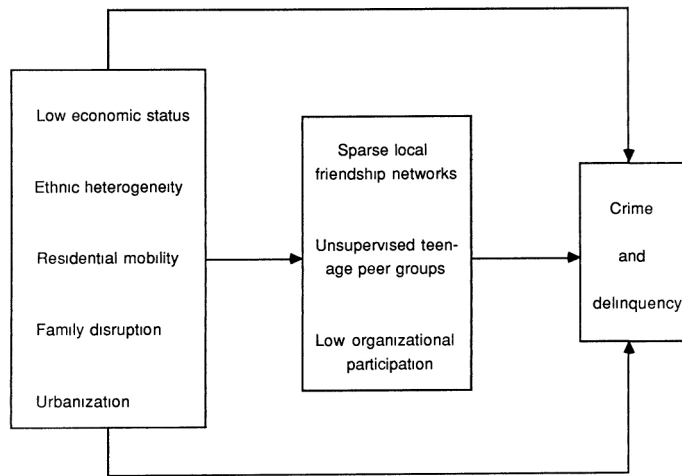 Low economic status
Ethnic heterogeneity
Residential mobility
Family disruption
Urbanization
Sparse local
friendship networks
Unsupervised teen-
age peer groups
Low organizational
participation
Crime
and
delinquency